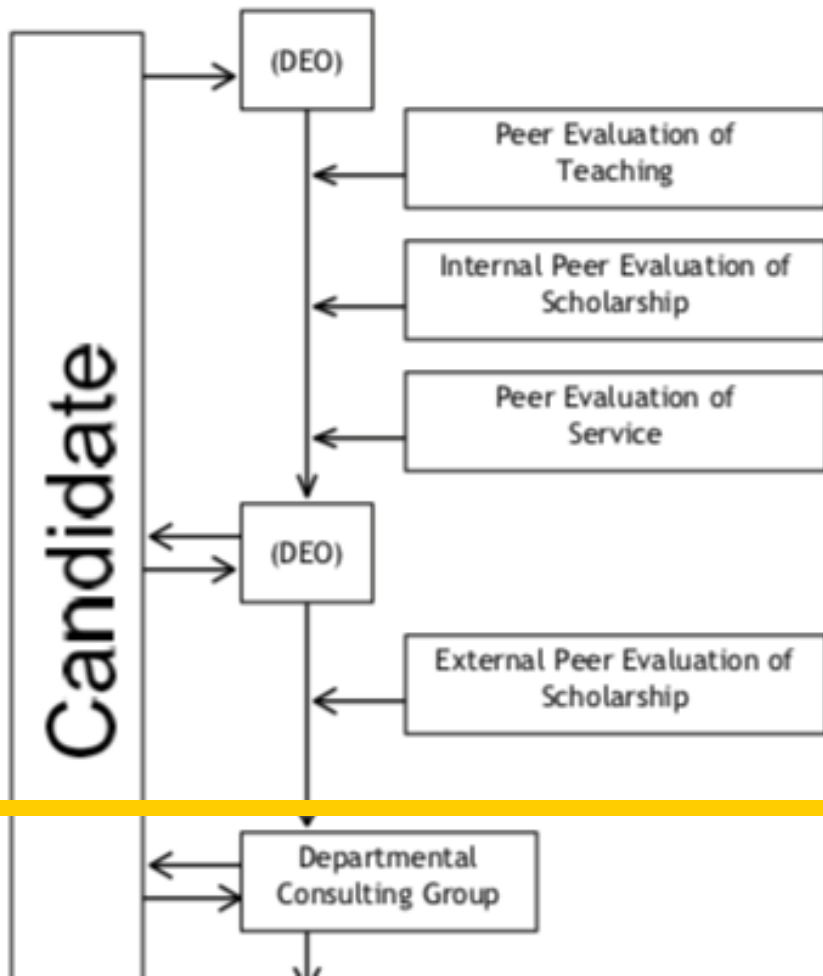 (DEO)
Peer Evaluation of
Teaching
Internal Peer Evaluation of
Scholarship
Peer Evaluation of
Service
Candidate
(DEO)
External Peer Evaluation of
Scholarship
Departmental
Consulting Group